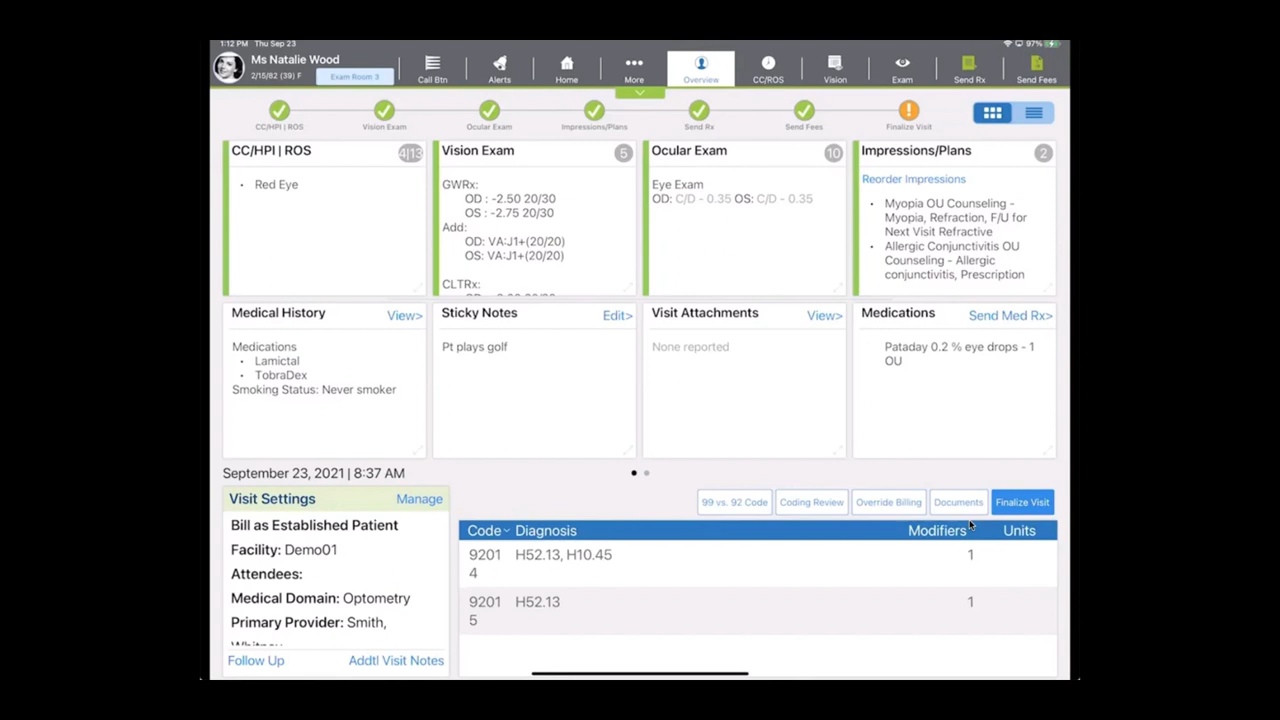 1:12 PM Thu Sep 23
97%
Ms Natalie Wood
2/15/82 (39) F
Exam Room 3
Call Btn
Alerts
Home
More
Overview
CC/ROS
Vision
Exam
Send Rx
Send Fees
CC/HPI | ROS
Vision Exam
Ocular Exam
Impressions/Plans
Send Rx
Send Fees
Finalize Visit
CC/HPI | ROS
4|13
• Red Eye
Vision Exam
5
GWRx:
OD : -2.50 20/30
OS : -2.75 20/30
Add:
OD: VA:J1+(20/20)
OS: VA:J1+(20/20)
CLTRx:
Ocular Exam
10
Eye Exam
OD: C/D - 0.35 OS: C/D - 0.35
Impressions/Plans
2
Reorder Impressions
• Myopia OU Counseling -
Myopia, Refraction, F/U for
Next Visit Refractive
• Allergic Conjunctivitis OU
Counseling - Allergic
conjunctivitis, Prescription
Medical History
View>
Medications
• Lamictal
• TobraDex
Smoking Status: Never smoker
Sticky Notes
Edit>
Pt plays golf
Visit Attachments
View>
None reported
Medications
Send Med Rx>
Pataday 0.2 % eye drops - 1
OU
September 23, 2021 | 8:37 AM
Visit Settings
Manage
Bill as Established Patient
Facility: Demo01
Attendees:
Medical Domain: Optometry
Primary Provider: Smith,
Follow Up
Addtl Visit Notes
99 vs. 92 Code
Coding Review
Override Billing
Documents
Finalize Visit
Code Diagnosis Modifiers Units
9201 H52.13, H10.45 1
4
9201 H52.13 1
5